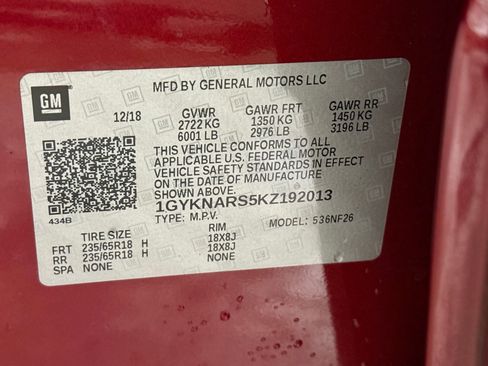 MFD BY GENERAL MOTORS LLC
GM
12/18 GVWR GAWR FRT GAWR RR
2722 KG 1350 KG 1450 KG
6001 LB 2976 LB 3196 LB
THIS VEHICLE CONFORMS TO ALL
APPLICABLE U.S. FEDERAL MOTOR
VEHICLE SAFETY STANDARDS IN EFFECT
ON THE DATE OF MANUFACTURE
SHOWN ABOVE.
1GYKNARS5KZ192013
TYPE: M.P.V. MODEL: 536NF26
434B
TIRE SIZE RIM
FRT 235/65R18 H 18X8J
RR 235/65R18 H 18X8J
SPA NONE NONE